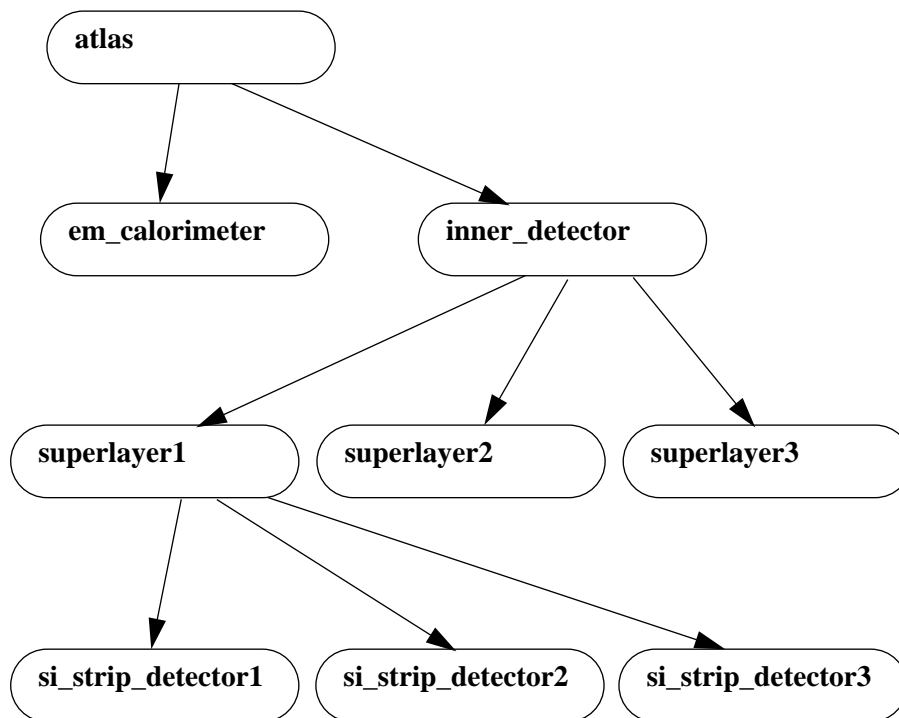 atlas
em_calorimeter
inner_detector
superlayer1
superlayer2
superlayer3
si_strip_detector1
si_strip_detector2
si_strip_detector3